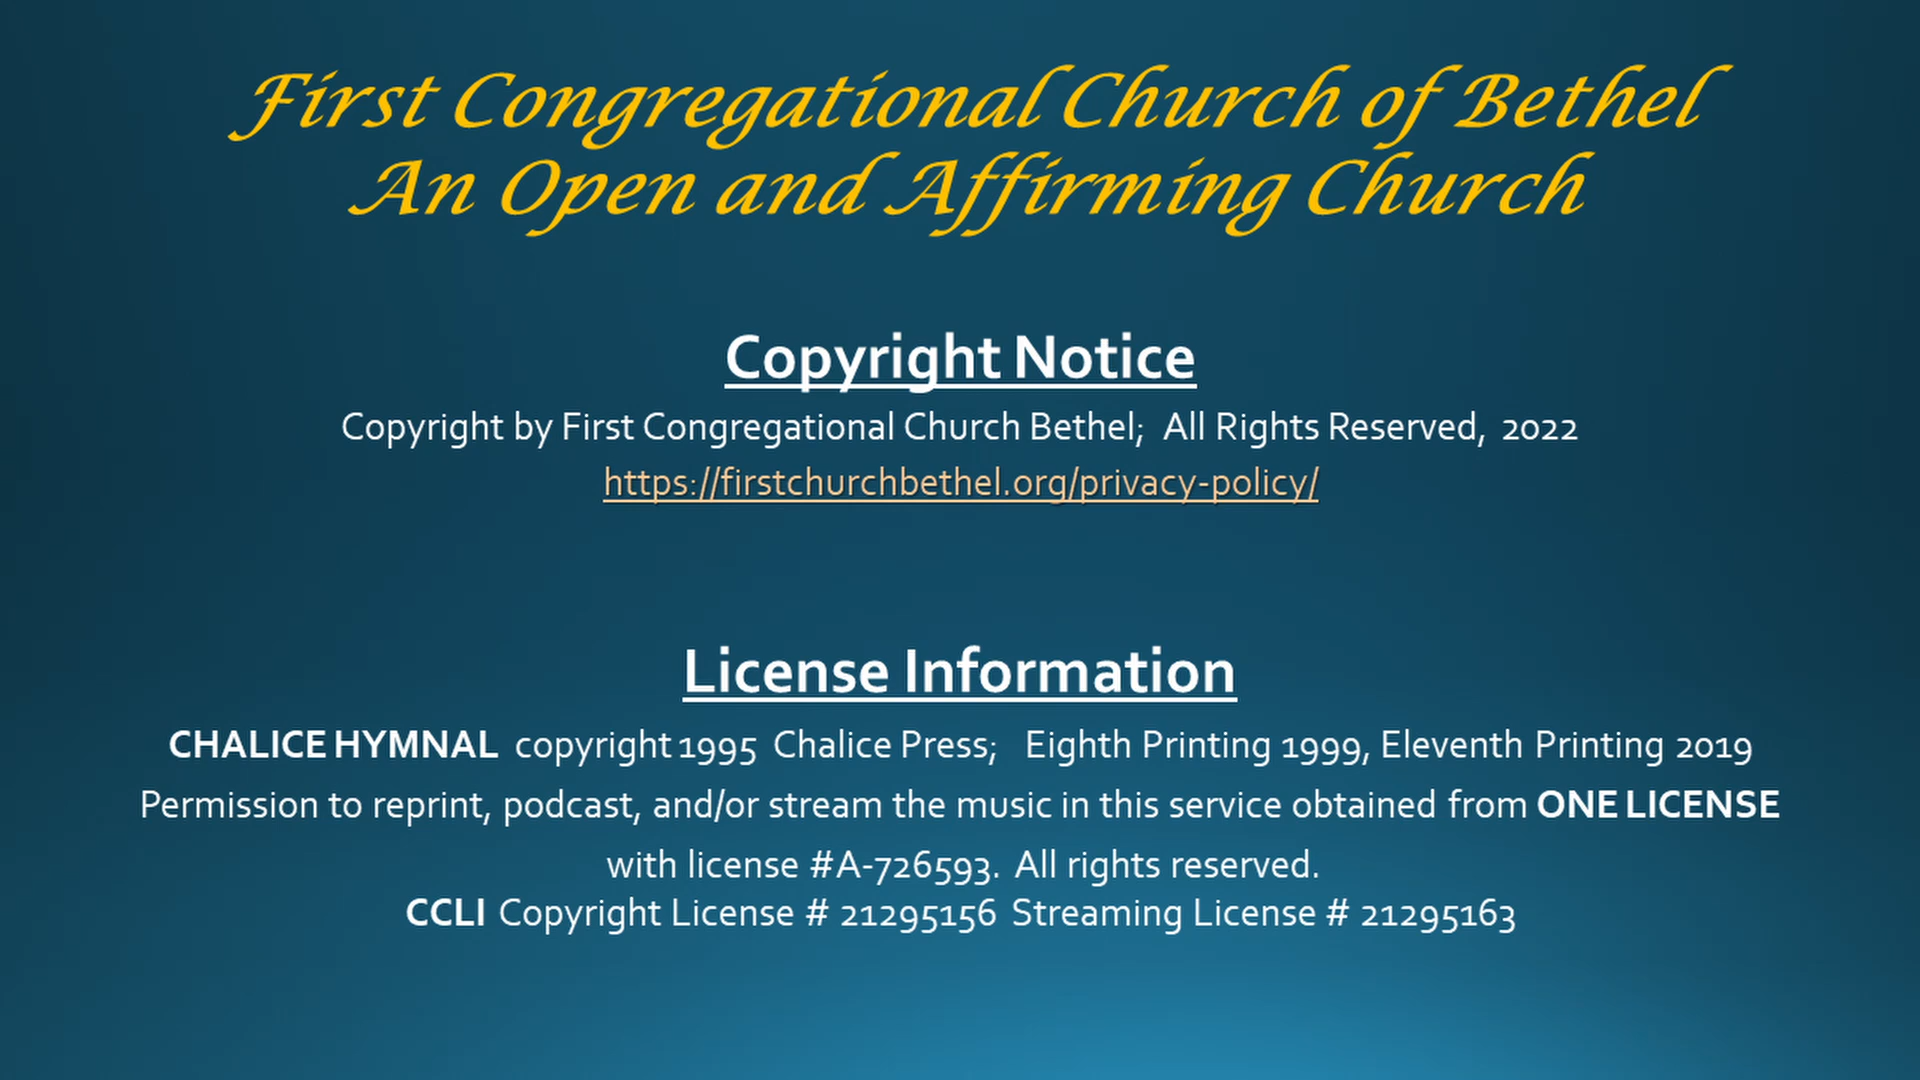 First Congregational Church of Bethel
An Open and Affirming Church
Copyright Notice
Copyright by First Congregational Church Bethel; All Rights Reserved, 2022
https://firstchurchbethel.org/privacy-policy/
License Information
CHALICE HYMNAL copyright 1995 Chalice Press; Eighth Printing 1999, Eleventh Printing 2019
Permission to reprint, podcast, and/or stream the music in this service obtained from ONE LICENSE
with license #A-726593. All rights reserved.
CCLI Copyright License # 21295156 Streaming License # 21295163